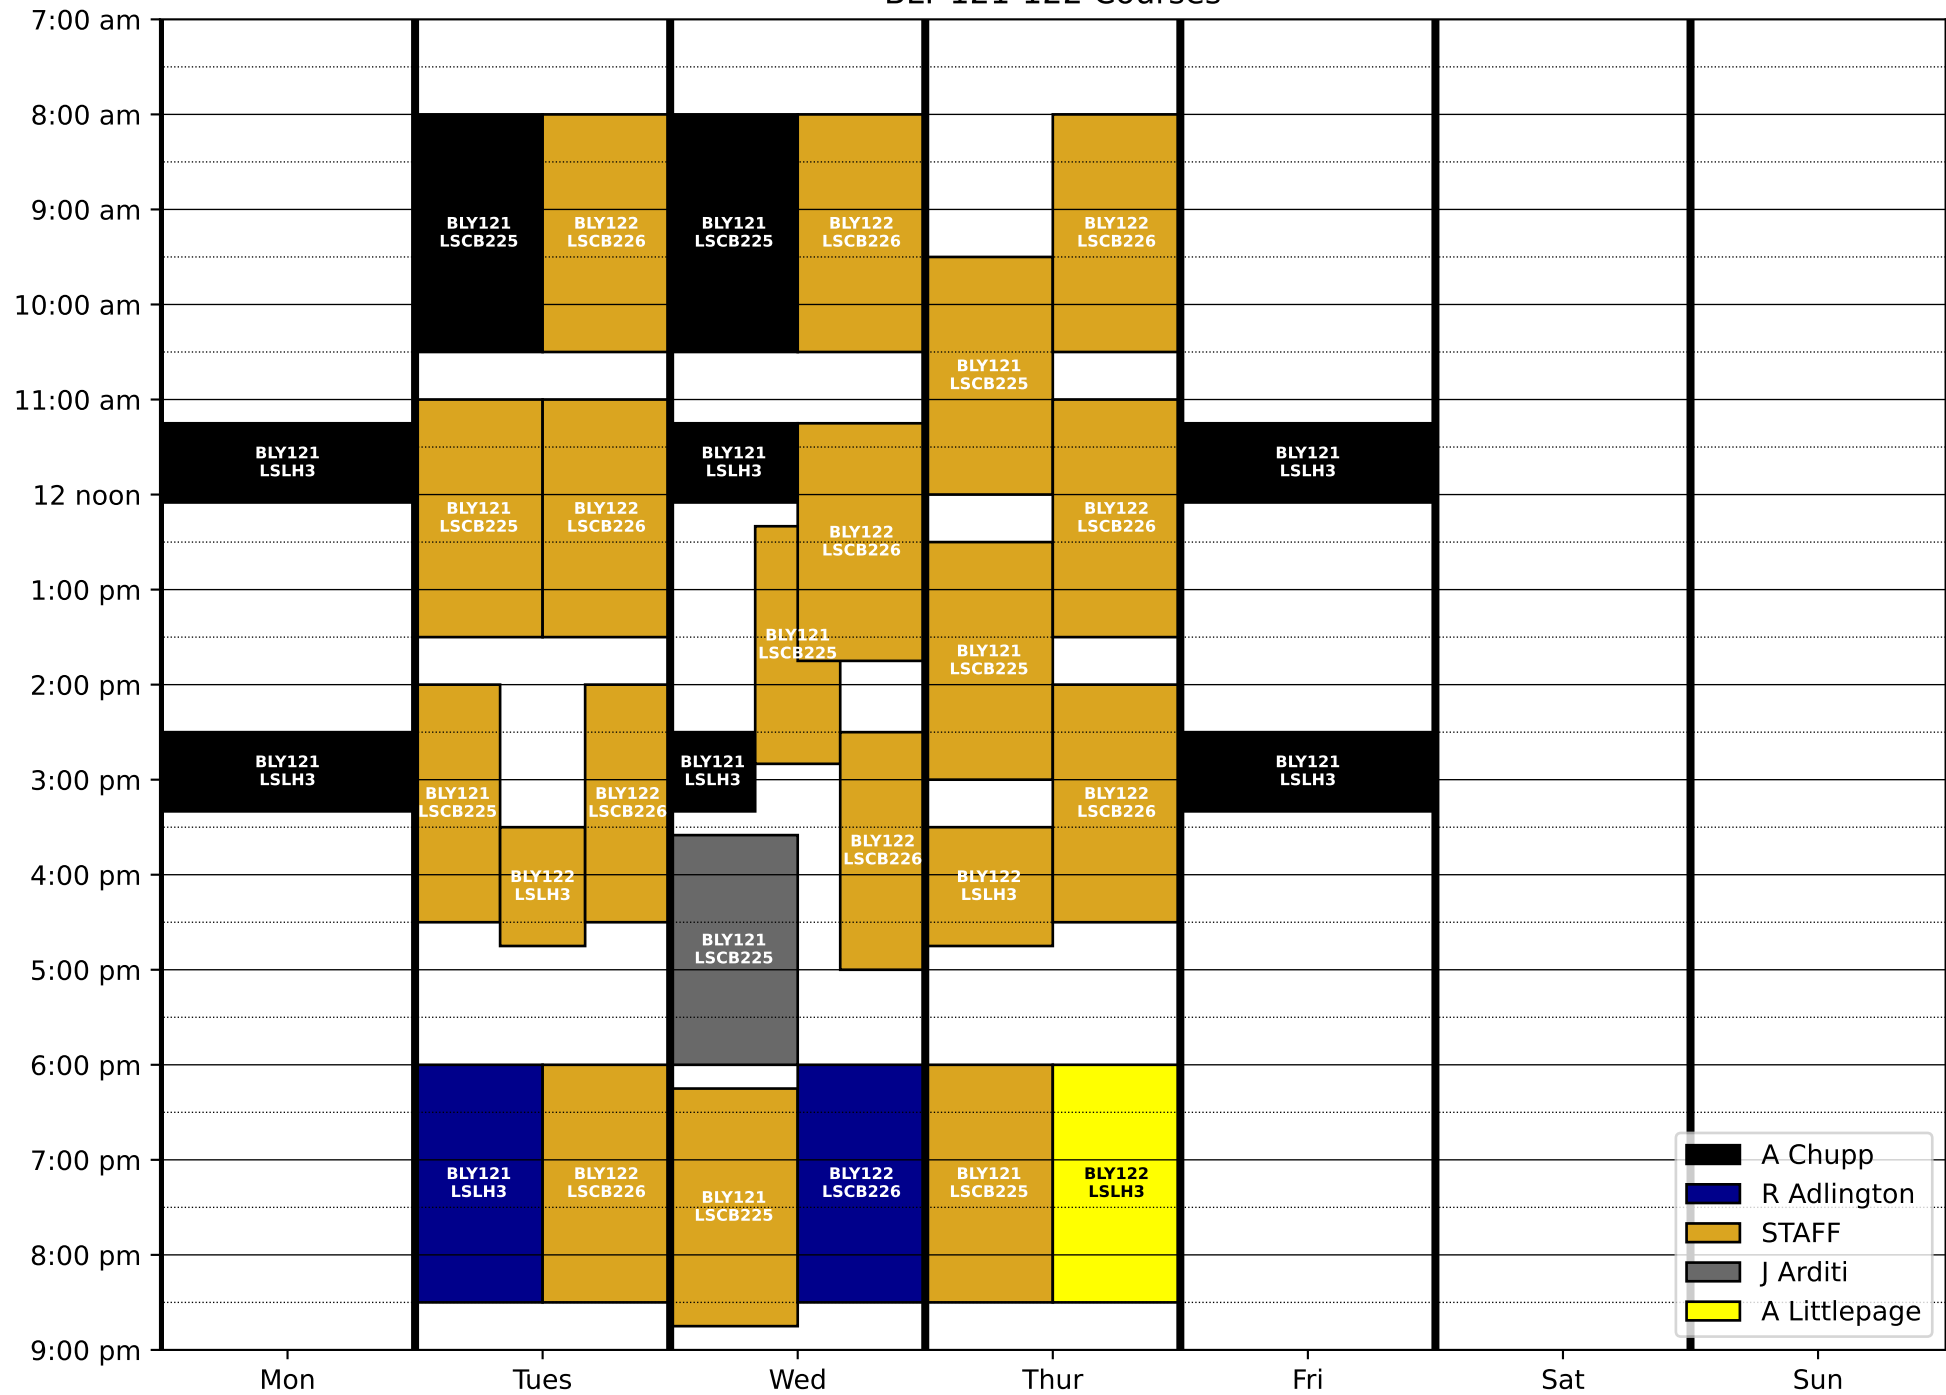 BLY 121-122 Courses
7:00 am
8:00 am
9:00 am
10:00 am
11:00 am
12 noon
1:00 pm
2:00 pm
3:00 pm
4:00 pm
5:00 pm
6:00 pm
7:00 pm
8:00 pm
9:00 pm
BLY121
LSLH3
BLY121
LSLH3
BLY121
LSCB225
BLY122
LSCB226
BLY121
LSCB225
BLY122
LSCB226
BLY121
LSCB225
BLY122
LSLH3
BLY122
LSCB226
BLY121
LSLH3
BLY122
LSCB226
BLY121
LSCB225
BLY122
LSCB226
BLY121
LSLH3
BLY122
LSCB226
BLY121
LSCB225
BLY121
LSLH3
BLY122
LSCB226
BLY121
LSCB225
BLY121
LSCB225
BLY122
LSCB226
BLY122
LSCB226
BLY121
LSCB225
BLY122
LSCB226
BLY121
LSCB225
BLY122
LSCB226
BLY122
LSLH3
BLY121
LSCB225
BLY122
LSLH3
BLY121
LSLH3
BLY121
LSLH3
A Chupp
R Adlington
STAFF
J Arditi
A Littlepage
Mon
Tues
Wed
Thur
Fri
Sat
Sun